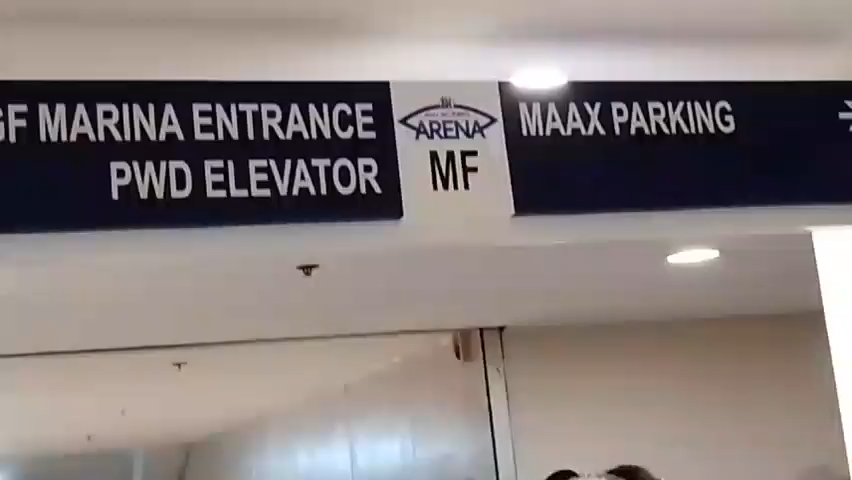 GF MARINA ENTRANCE
PWD ELEVATOR
ARENA
MF
MAAX PARKING